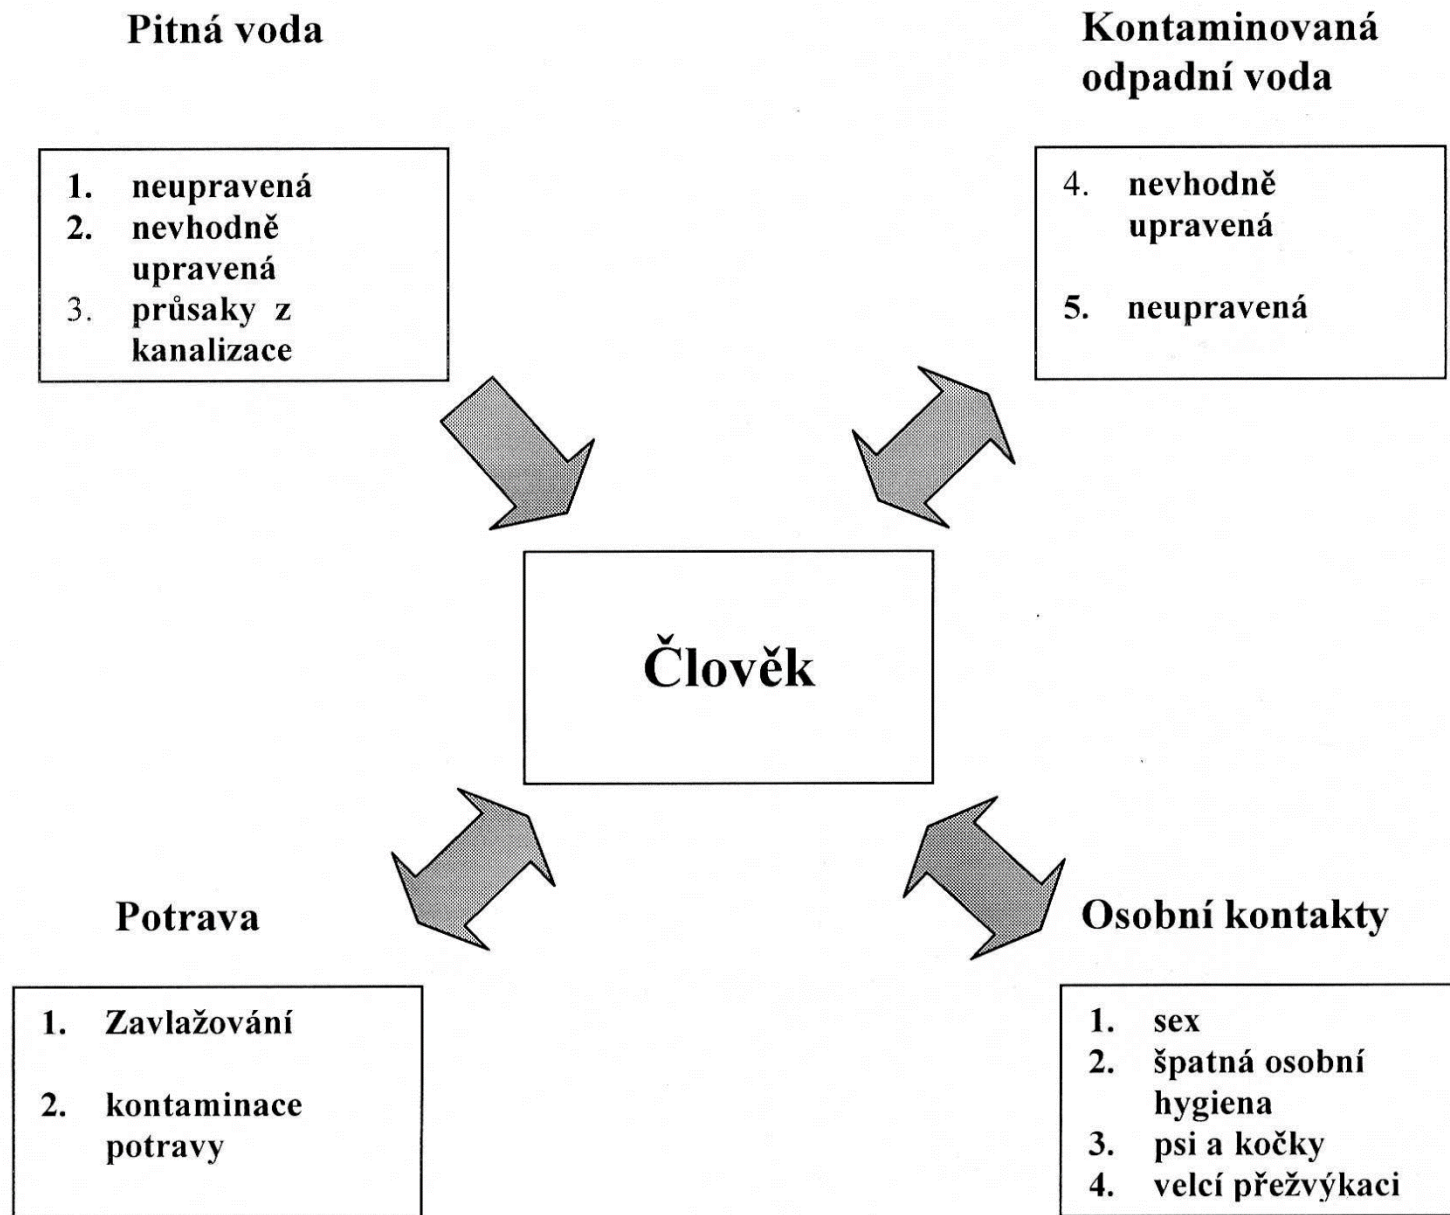 Pitná voda
1. neupravená
2. nevhodně
upravená
3. průsaky z
kanalizace
Kontaminovaná
odpadní voda
4. nevhodně
upravená
5. neupravená
Člověk
Potrava
1. Zavlažování
2. kontaminace
potravy
Osobní kontakty
1. sex
2. špatná osobní
hygiena
3. psi a kočky
4. velcí přežvýkaci